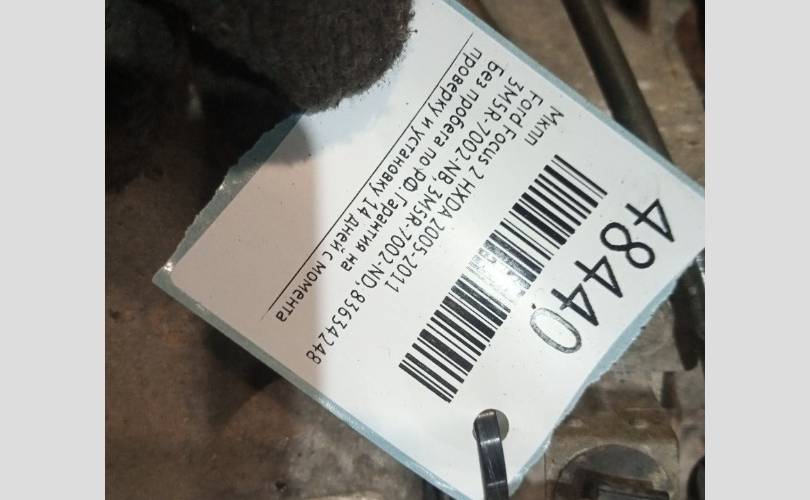 48440
Мкпп
Ford Focus 2 HXDA 2005-2011
3M5R-7002-NB, 3M5R-7002-ND, 83634248
Без пробега по РФ. Гарантия на
проверку и установку 14 дней с момента